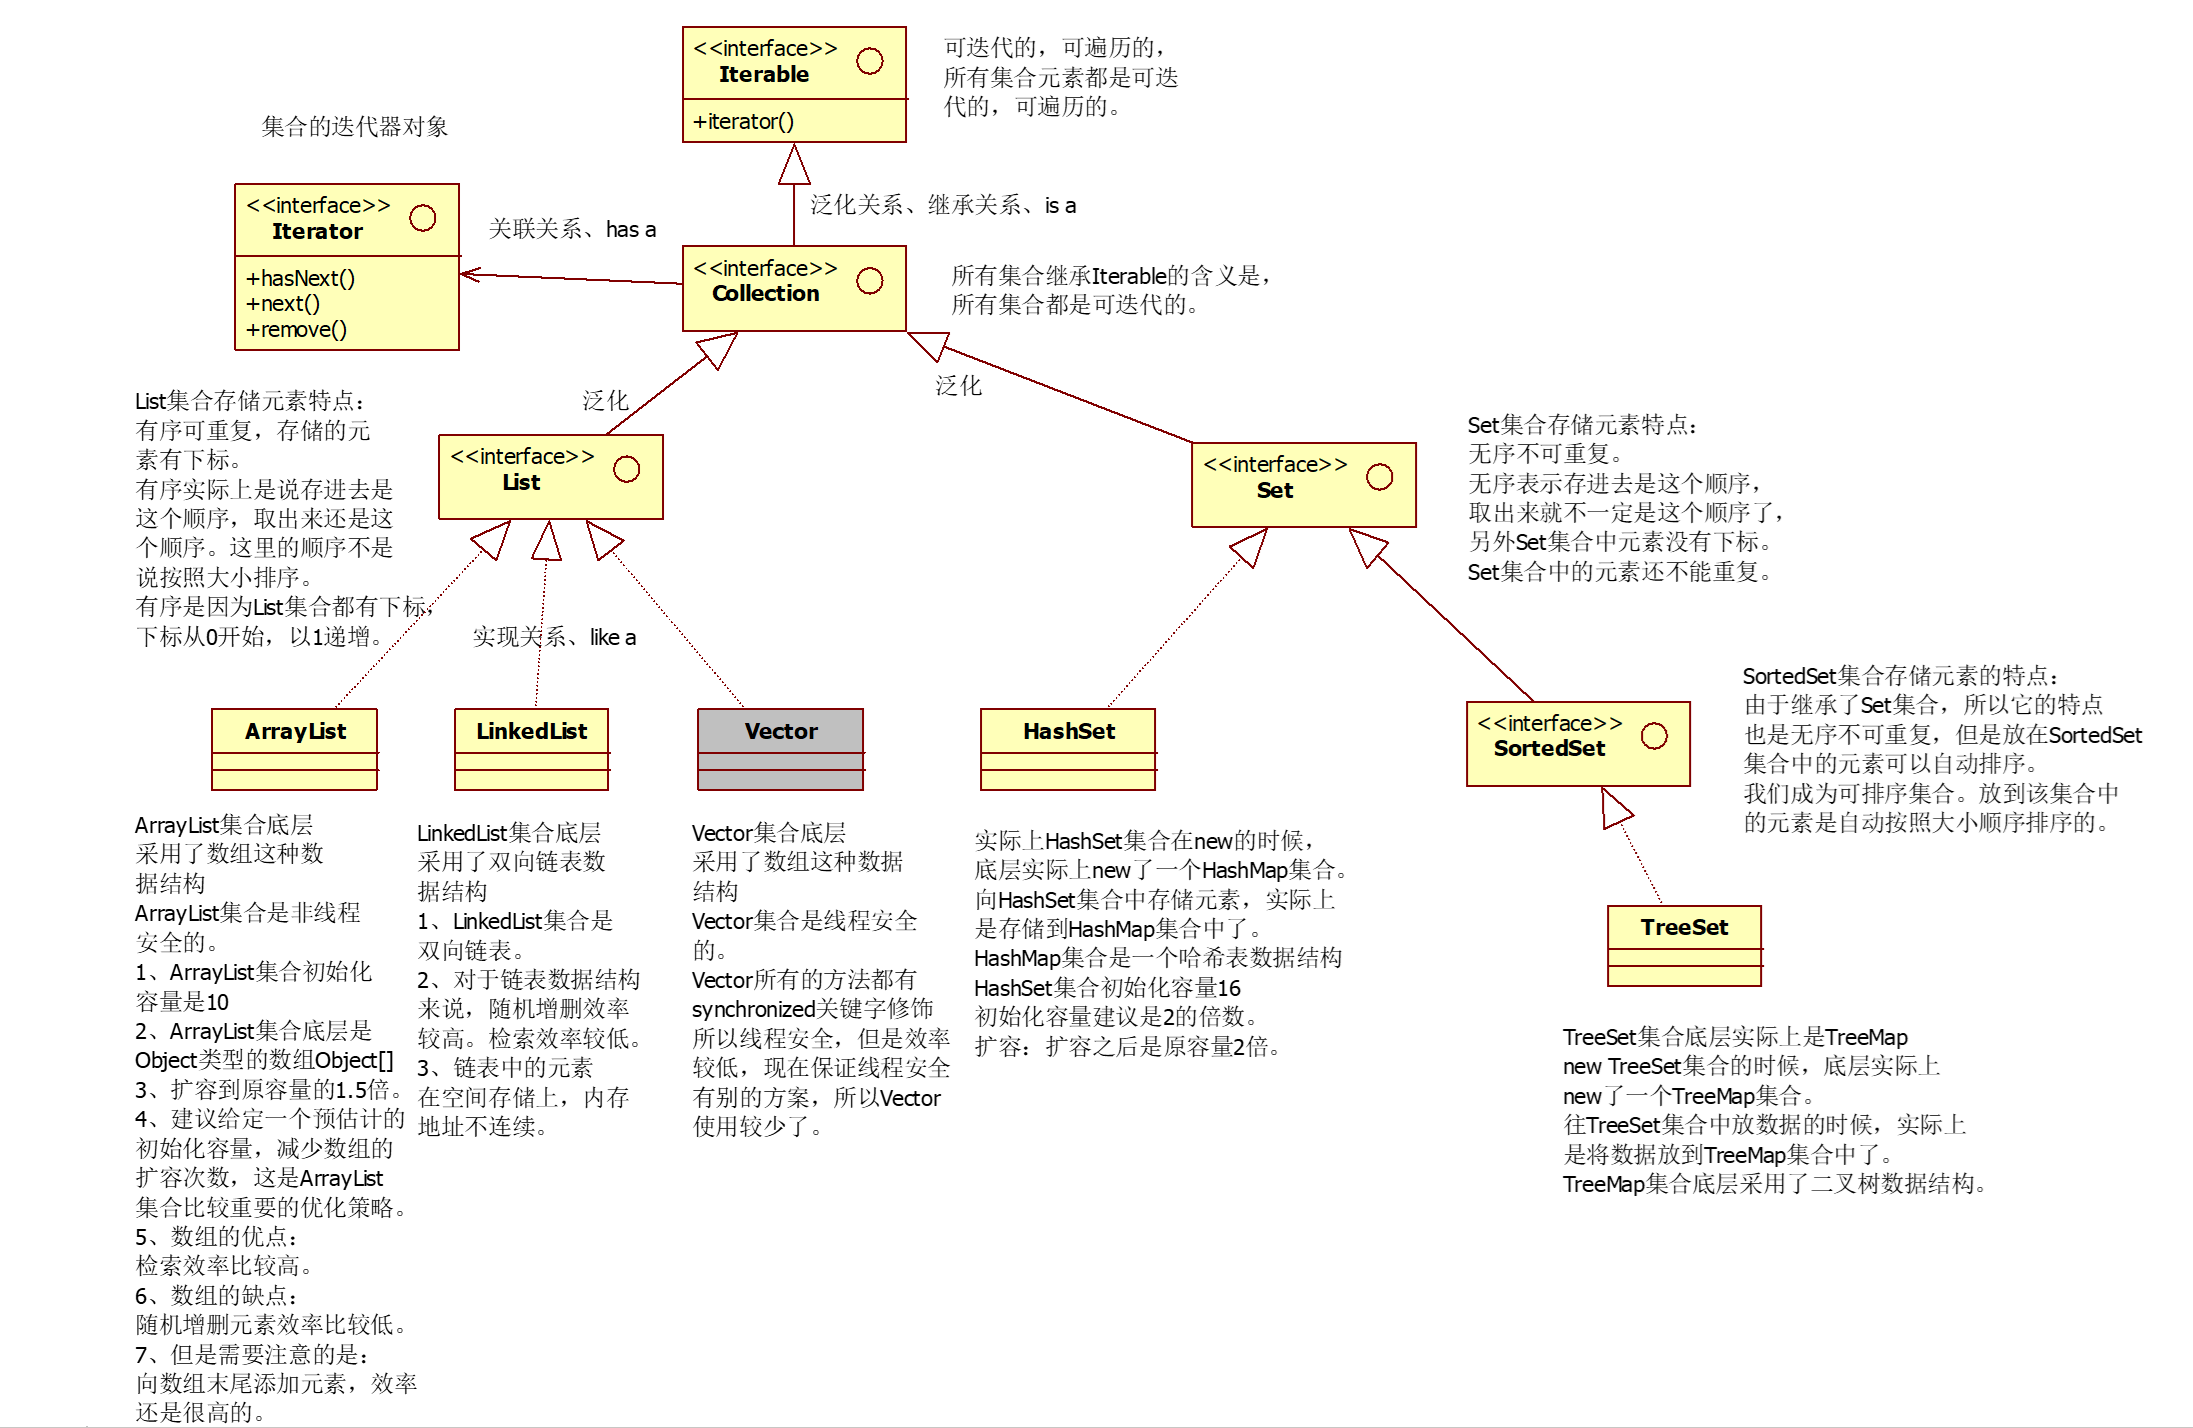 <<interface>>
Iterable
+iterator()
可迭代的，可遍历的，
所有集合元素都是可迭
代的，可遍历的。
集合的迭代器对象
<<interface>>
Iterator
+hasNext()
+next()
+remove()
关联关系、has a
泛化关系、继承关系、is a
<<interface>>
Collection
所有集合继承Iterable的含义是，
所有集合都是可迭代的。
泛化
泛化
List集合存储元素特点：
有序可重复，存储的元
素有下标。
有序实际上是说存进去是
这个顺序，取出来还是这
个顺序。这里的顺序不是
说按照大小排序。
有序是因为List集合都有下标，
下标从0开始，以1递增。
<<interface>>
List
<<interface>>
Set
Set集合存储元素特点：
无序不可重复。
无序表示存进去是这个顺序，
取出来就不一定是这个顺序了，
另外Set集合中元素没有下标。
Set集合中的元素还不能重复。
实现关系、like a
ArrayList
LinkedList
Vector
HashSet
<<interface>>
SortedSet
SortedSet集合存储元素的特点：
由于继承了Set集合，所以它的特点
也是无序不可重复，但是放在SortedSet
集合中的元素可以自动排序。
我们成为可排序集合。放到该集合中
的元素是自动按照大小顺序排序的。
ArrayList集合底层
采用了数组这种数
据结构
ArrayList集合是非线程
安全的。
1、ArrayList集合初始化
容量是10
2、ArrayList集合底层是
Object类型的数组Object[]
3、扩容到原容量的1.5倍。
4、建议给定一个预估计的
初始化容量，减少数组的
扩容次数，这是ArrayList
集合比较重要的优化策略。
5、数组的优点：
检索效率比较高。
6、数组的缺点：
随机增删元素效率比较低。
7、但是需要注意的是：
向数组末尾添加元素，效率
还是很高的。
LinkedList集合底层
采用了双向链表数
据结构
1、LinkedList集合是
双向链表。
2、对于链表数据结构
来说，随机增删效率
较高。检索效率较低。
3、链表中的元素
在空间存储上，内存
地址不连续。
Vector集合底层
采用了数组这种数据
结构
Vector集合是线程安全
的。
Vector所有的方法都有
synchronized关键字修饰
所以线程安全，但是效率
较低，现在保证线程安全
有别的方案，所以Vector
使用较少了。
实际上HashSet集合在new的时候，
底层实际上new了一个HashMap集合。
向HashSet集合中存储元素，实际上
是存储到HashMap集合中了。
HashMap集合是一个哈希表数据结构
HashSet集合初始化容量16
初始化容量建议是2的倍数。
扩容：扩容之后是原容量2倍。
TreeSet
TreeSet集合底层实际上是TreeMap
new TreeSet集合的时候，底层实际上
new了一个TreeMap集合。
往TreeSet集合中放数据的时候，实际上
是将数据放到TreeMap集合中了。
TreeMap集合底层采用了二叉树数据结构。